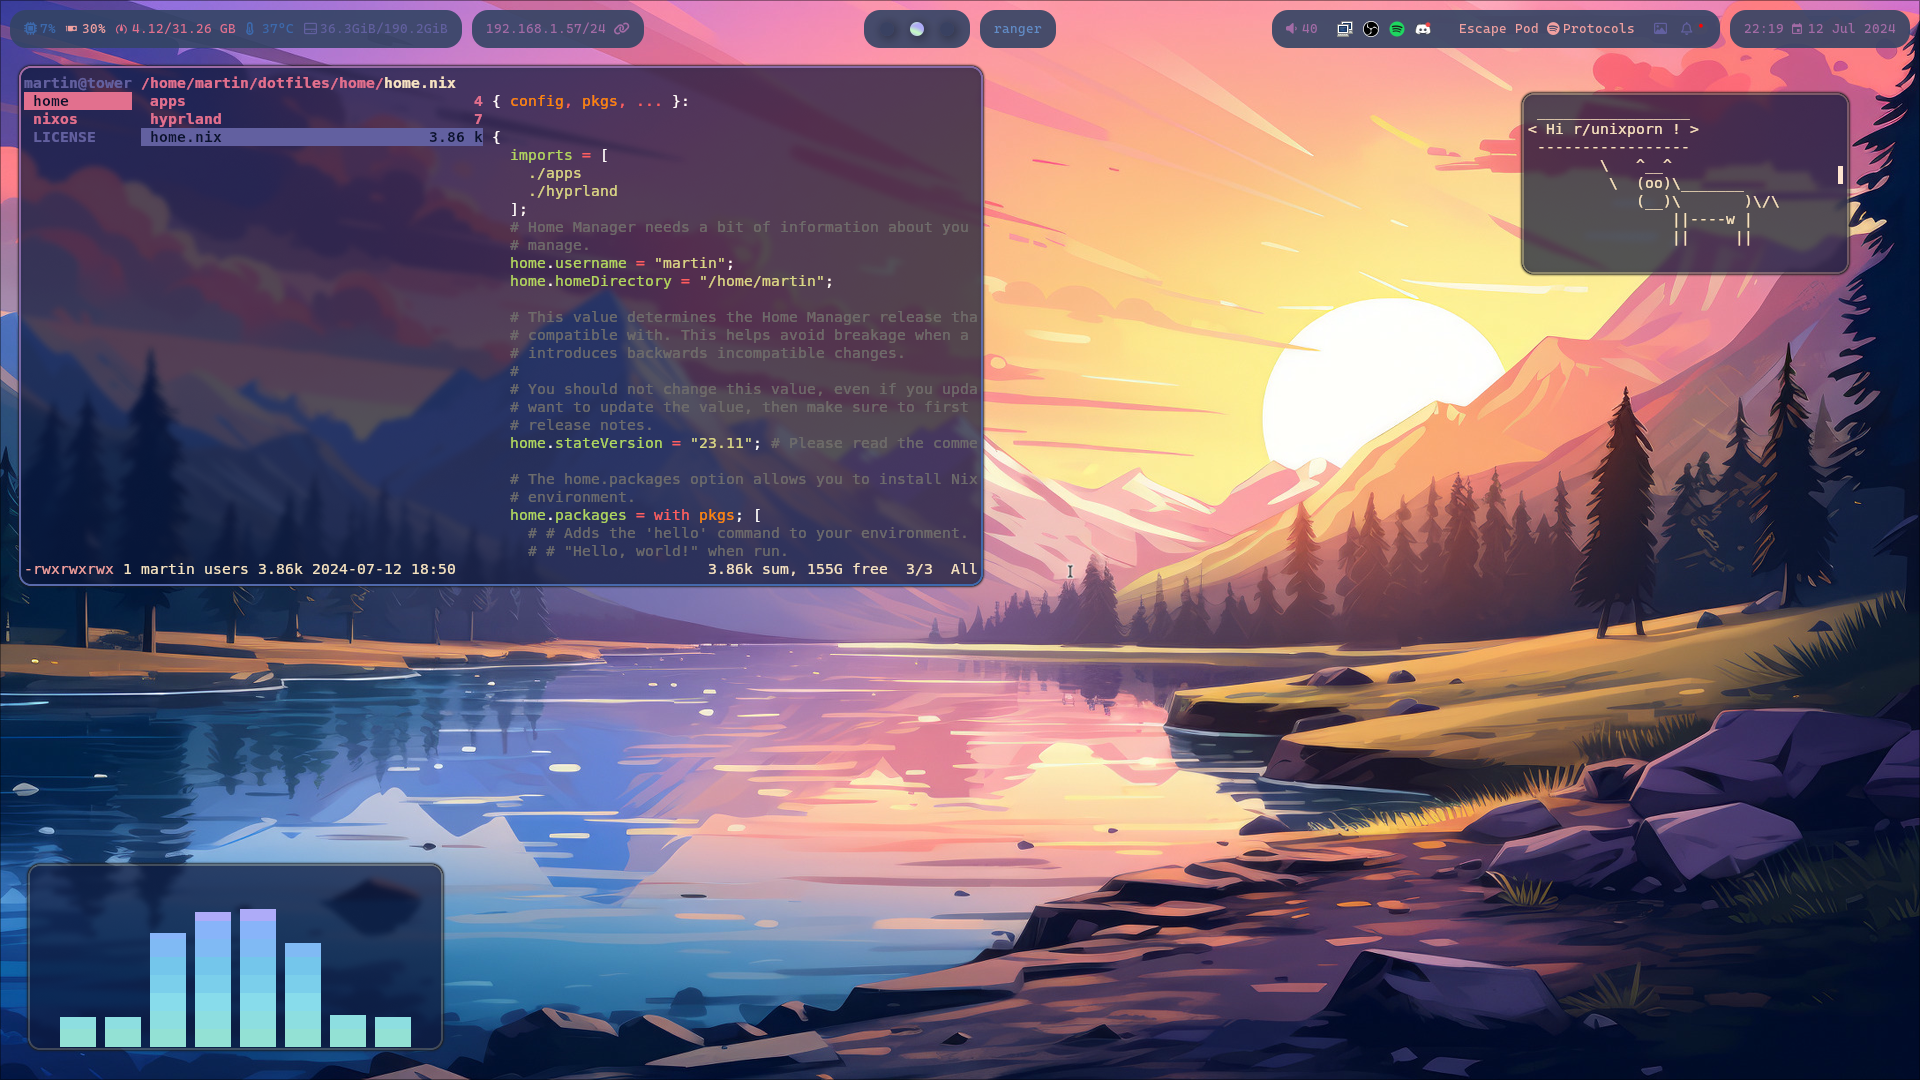 7% 30% 4.12/31.26 GB 37°C 36.3GiB/190.2GiB
192.168.1.57/24
ranger
40
Escape Pod Protocols
22:19 12 Jul 2024
martin@tower /home/martin/dotfiles/home/home.nix
home
nixos
LICENSE
apps 4
hyprland 7
home.nix 3.86 k
{ config, pkgs, ... }:
{
imports = [
./apps
./hyprland
];
# Home Manager needs a bit of information about you
# manage.
home.username = "martin";
home.homeDirectory = "/home/martin";
# This value determines the Home Manager release tha
# compatible with. This helps avoid breakage when a
# introduces backwards incompatible changes.
#
# You should not change this value, even if you upda
# want to update the value, then make sure to first
# release notes.
home.stateVersion = "23.11"; # Please read the comme
# The home.packages option allows you to install Nix
# environment.
home.packages = with pkgs; [
# # Adds the 'hello' command to your environment.
# # "Hello, world!" when run.
-rwxrwxrwx 1 martin users 3.86k 2024-07-12 18:50
3.86k sum, 155G free 3/3 All
_________________
< Hi r/unixporn ! >
-----------------
\   ^__^
 \  (oo)\_______
    (__)\       )\/\
        ||----w |
        ||     ||